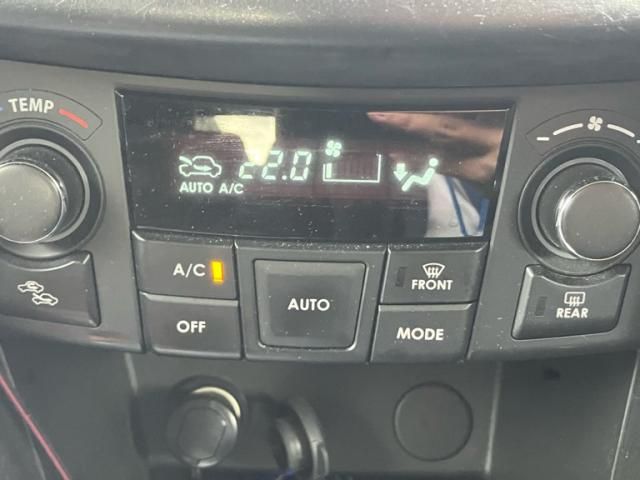 TEMP
22.0
AUTO A/C
A/C
AUTO
FRONT
OFF
MODE
REAR